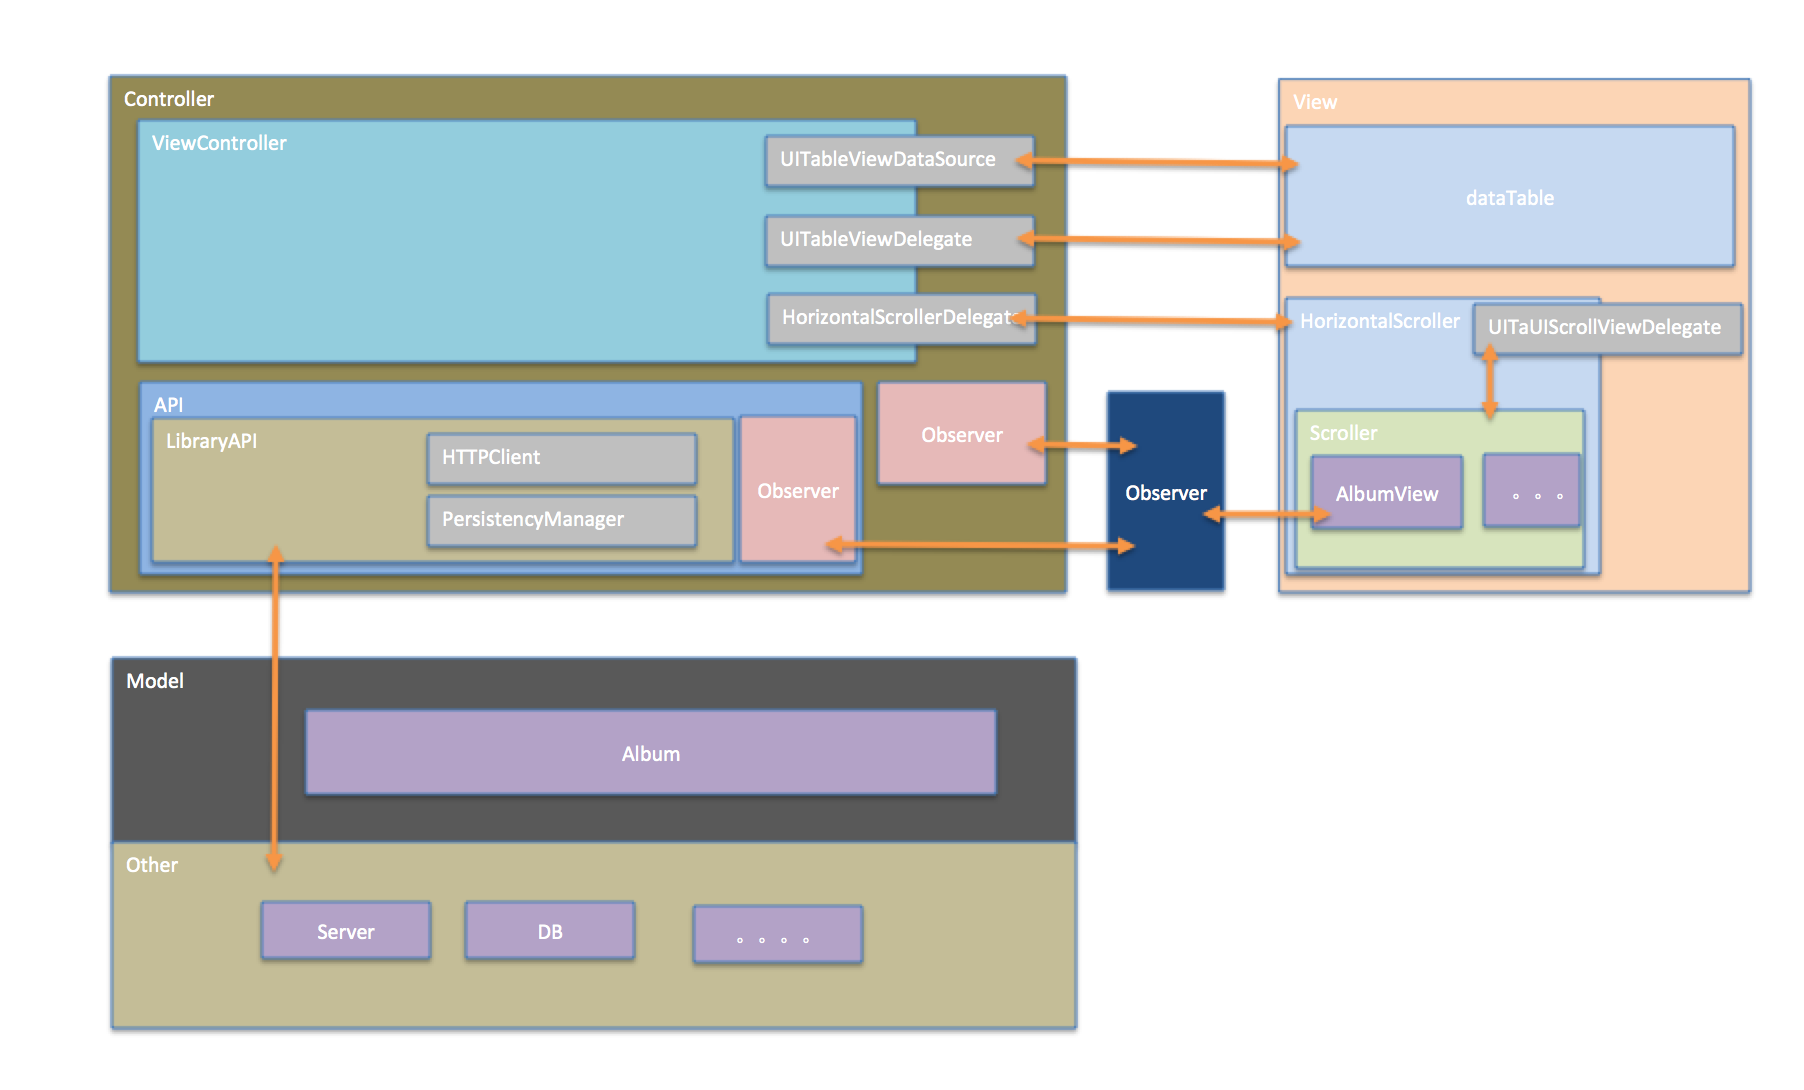 Controller
ViewController
UITableViewDataSource
UITableViewDelegate
HorizontalScrollerDelegate
API
LibraryAPI
HTTPClient
PersistencyManager
Observer
Observer
Observer
View
dataTable
HorizontalScroller
UITaUIScrollViewDelegate
Scroller
AlbumView
。。。
Model
Album
Other
Server
DB
。。。。